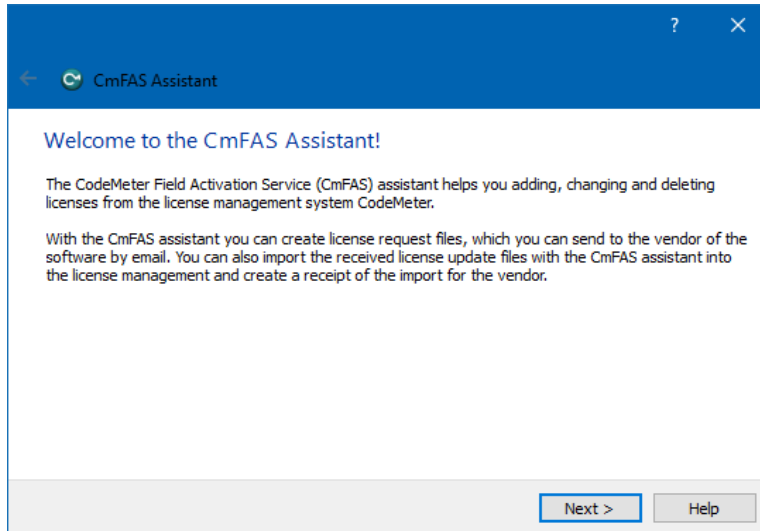 ?
CmFAS Assistant
Welcome to the CmFAS Assistant!
The CodeMeter Field Activation Service (CmFAS) assistant helps you adding, changing and deleting
licenses from the license management system CodeMeter.
With the CmFAS assistant you can create license request files, which you can send to the vendor of the
software by email. You can also import the received license update files with the CmFAS assistant into
the license management and create a receipt of the import for the vendor.
Next > Help